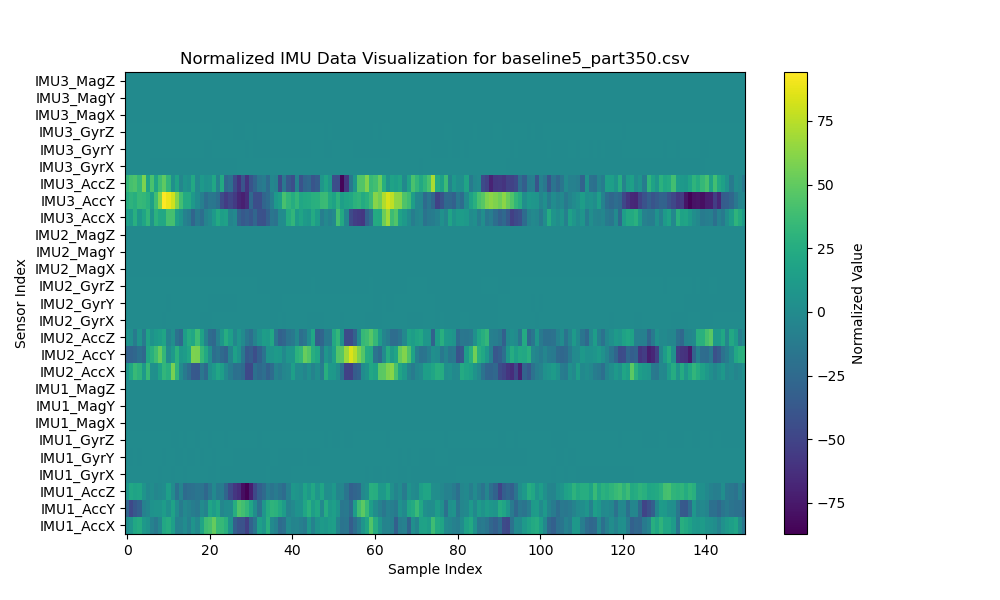 Normalized IMU Data Visualization for baseline5_part350.csv
IMU3_MagZ
IMU3_MagY
IMU3_MagX
IMU3_GyrZ
IMU3_GyrY
IMU3_GyrX
IMU3_AccZ
IMU3_AccY
IMU3_AccX
IMU2_MagZ
IMU2_MagY
IMU2_MagX
IMU2_GyrZ
IMU2_GyrY
IMU2_GyrX
IMU2_AccZ
IMU2_AccY
IMU2_AccX
IMU1_MagZ
IMU1_MagY
IMU1_MagX
IMU1_GyrZ
IMU1_GyrY
IMU1_GyrX
IMU1_AccZ
IMU1_AccY
IMU1_AccX
Sensor Index
0 20 40 60 80 100 120 140
Sample Index
75
50
25
0
−25
−50
−75
Normalized Value